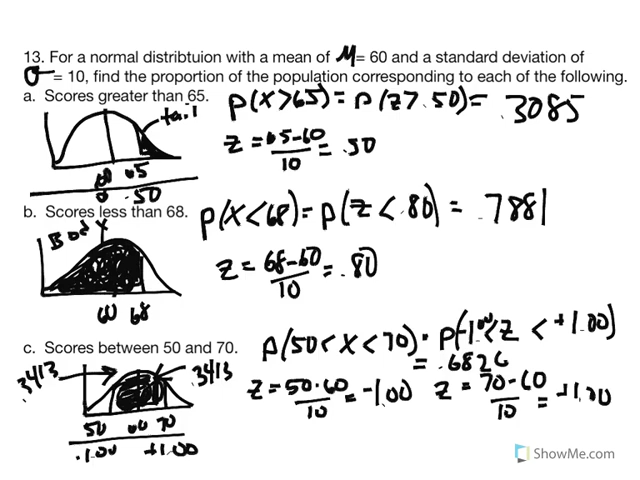 13. For a normal distribtuion with a mean of μ = 60 and a standard deviation of
σ = 10, find the proportion of the population corresponding to each of the following.
a. Scores greater than 65. P(X>65) = P(Z>.50) = .3085
tail
Z = 65-60/10 = .50
60 65
0 .50
b. Scores less than 68. P(X<68) = P(Z<.80) = .7881
Body
Z = 68-60/10 = .80
60 68
P(50<X<70) = P(-1.00<Z<+1.00)
c. Scores between 50 and 70. = .6826
.3413 .3413
Z = 50-60/10 = -1.00 Z = 70-60/10 = +1.00
50 60 70
-1.00 +1.00
ShowMe.com